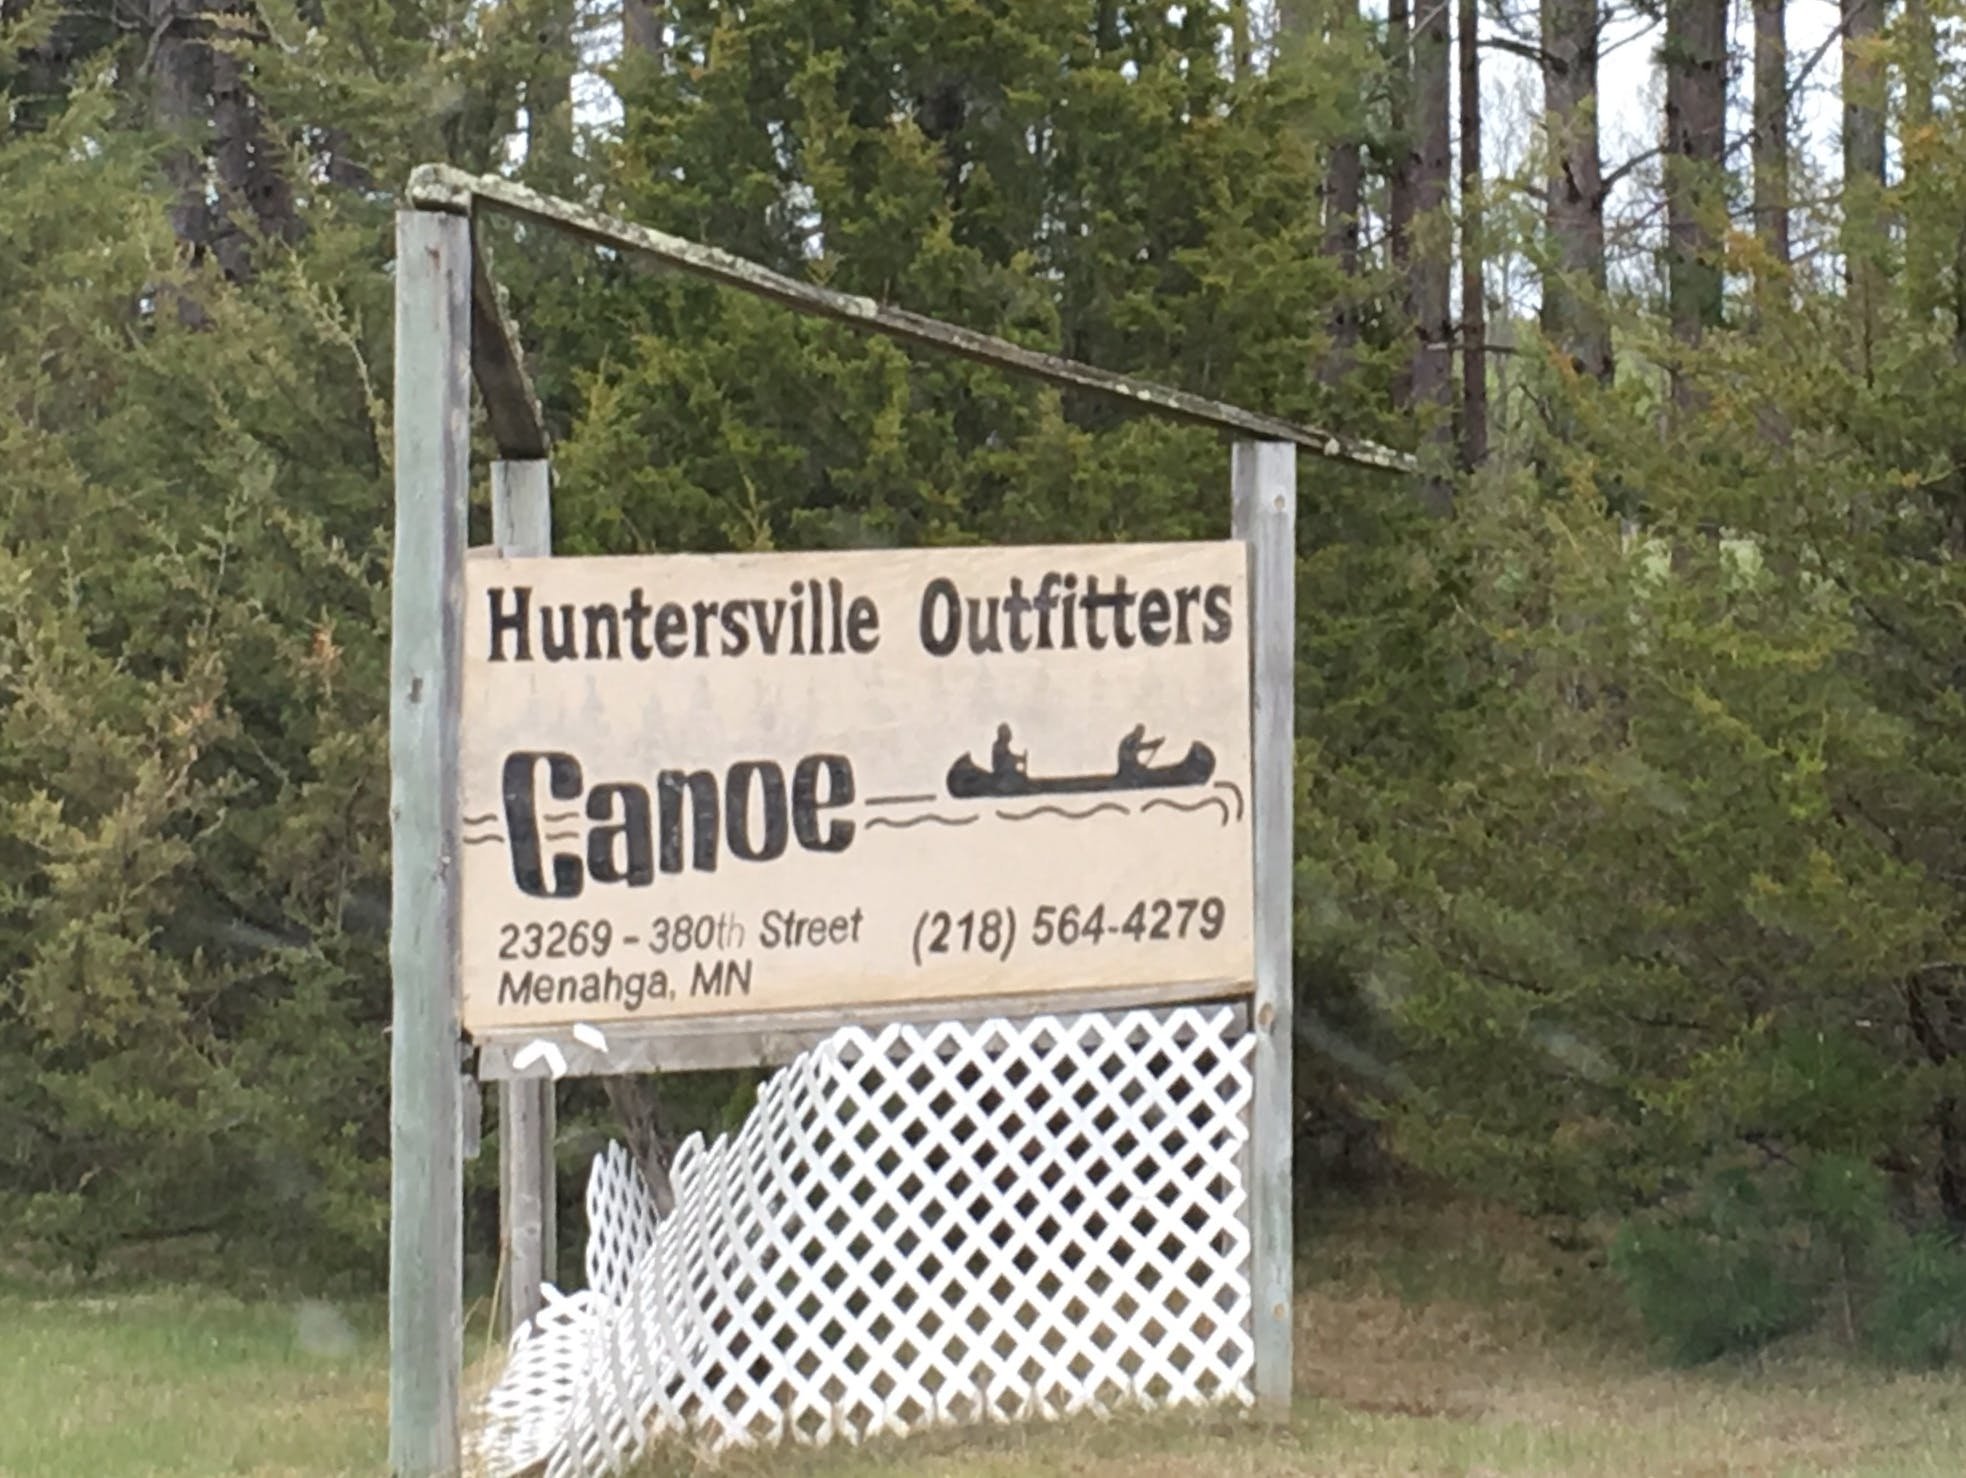 Huntersville Outfitters
Canoe
23269 - 380th Street (218) 564-4279
Menahga, MN